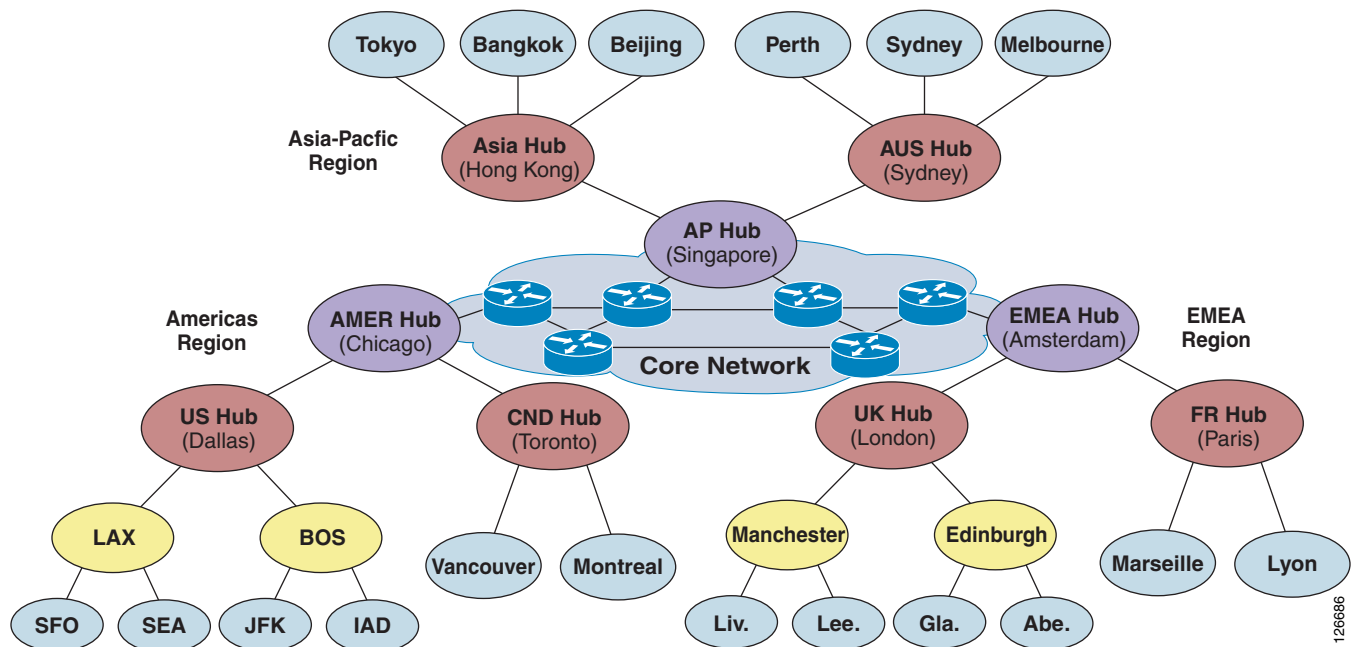 Tokyo
Bangkok
Beijing
Perth
Sydney
Melbourne
Asia-Pacfic
Region
Asia Hub
(Hong Kong)
AUS Hub
(Sydney)
AP Hub
(Singapore)
Americas
Region
AMER Hub
(Chicago)
EMEA Hub
(Amsterdam)
EMEA
Region
Core Network
US Hub
(Dallas)
CND Hub
(Toronto)
UK Hub
(London)
FR Hub
(Paris)
LAX
BOS
Manchester
Edinburgh
Vancouver
Montreal
Marseille
Lyon
SFO
SEA
JFK
IAD
Liv.
Lee.
Gla.
Abe.
126686